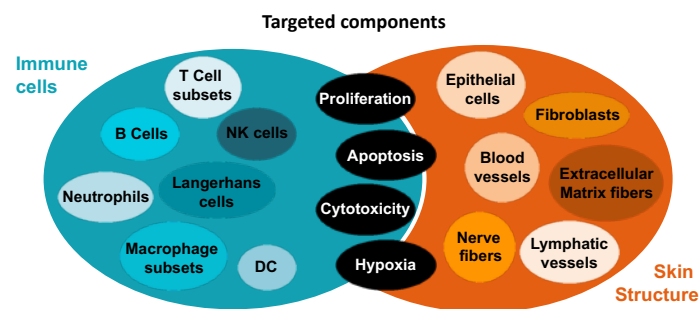 Targeted components
Immune
cells
T Cell
subsets
B Cells
NK cells
Neutrophils
Langerhans
cells
Macrophage
subsets
DC
Proliferation
Apoptosis
Cytotoxicity
Hypoxia
Epithelial
cells
Fibroblasts
Blood
vessels
Extracellular
Matrix fibers
Nerve
fibers
Lymphatic
vessels
Skin
Structure